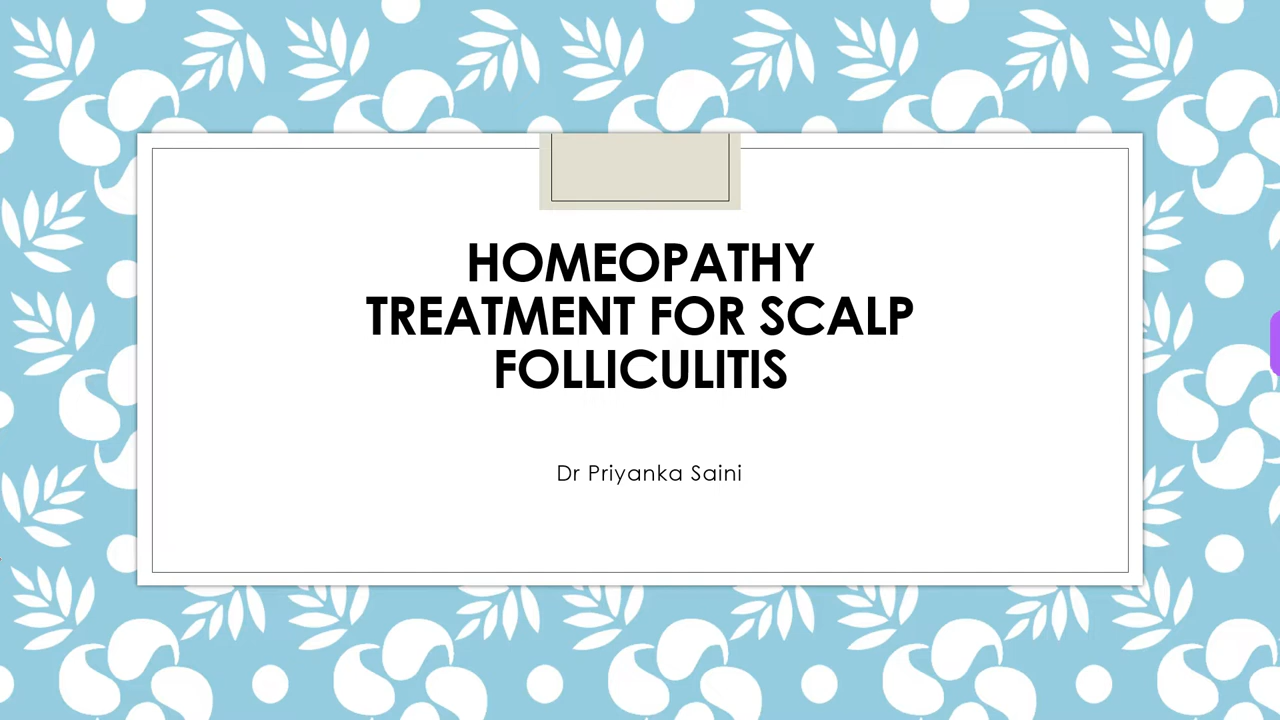 HOMEOPATHY
TREATMENT FOR SCALP
FOLLICULITIS
Dr Priyanka Saini